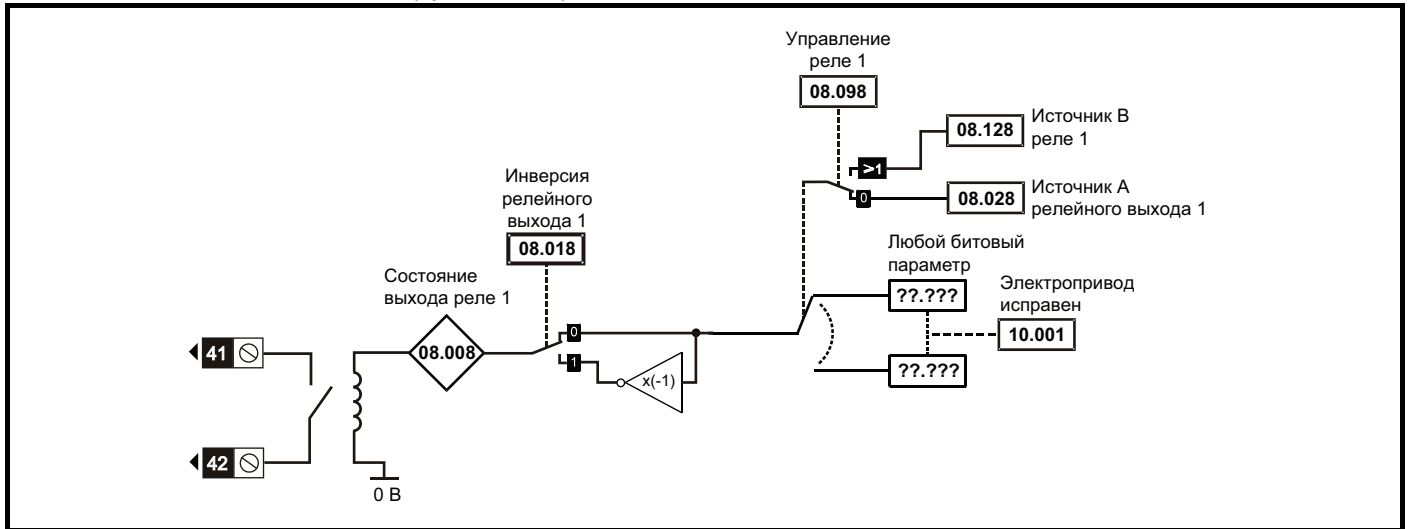 Управление
реле 1
08.098
08.128
Источник В
реле 1
>1
0
08.028
Источник А
релейного выхода 1
Инверсия
релейного
выхода 1
08.018
Любой битовый
параметр
??.???
Электропривод
исправен
10.001
??.???
Состояние
выхода реле 1
08.008
0
1
x(-1)
41
42
0 В